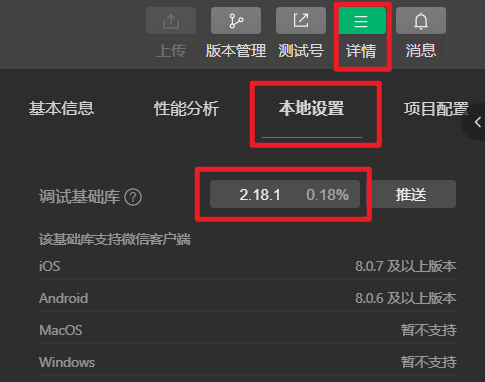 上传 版本管理 测试号 详情 消息
基本信息 性能分析 本地设置 项目配置
调试基础库 ? 2.18.1 0.18% 推送
该基础库支持微信客户端
iOS 8.0.7 及以上版本
Android 8.0.6 及以上版本
MacOS 暂不支持
Windows 暂不支持